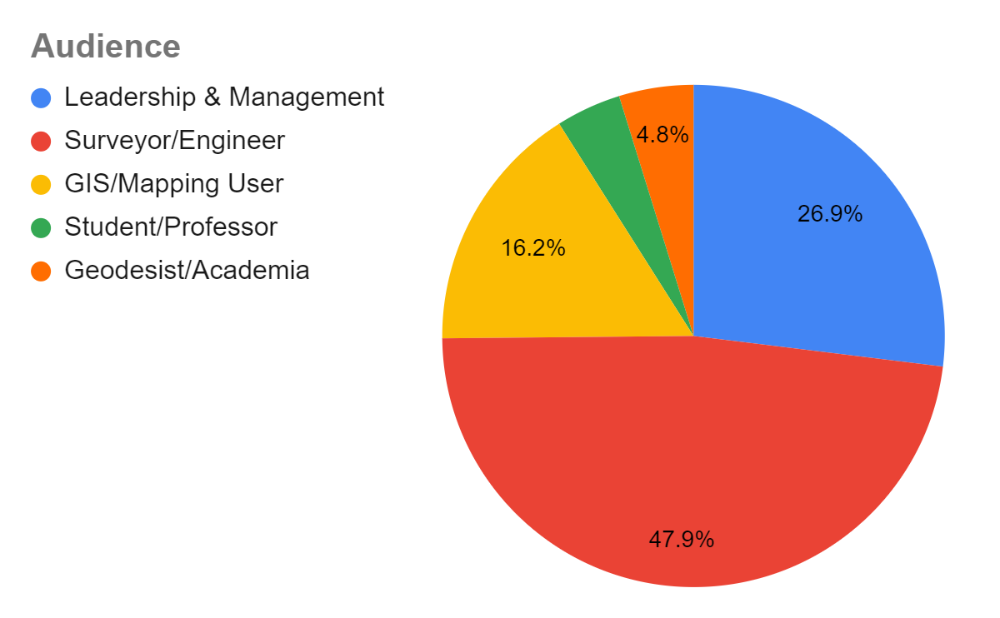 Audience
Leadership & Management
Surveyor/Engineer
GIS/Mapping User
Student/Professor
Geodesist/Academia
4.8%
26.9%
16.2%
47.9%